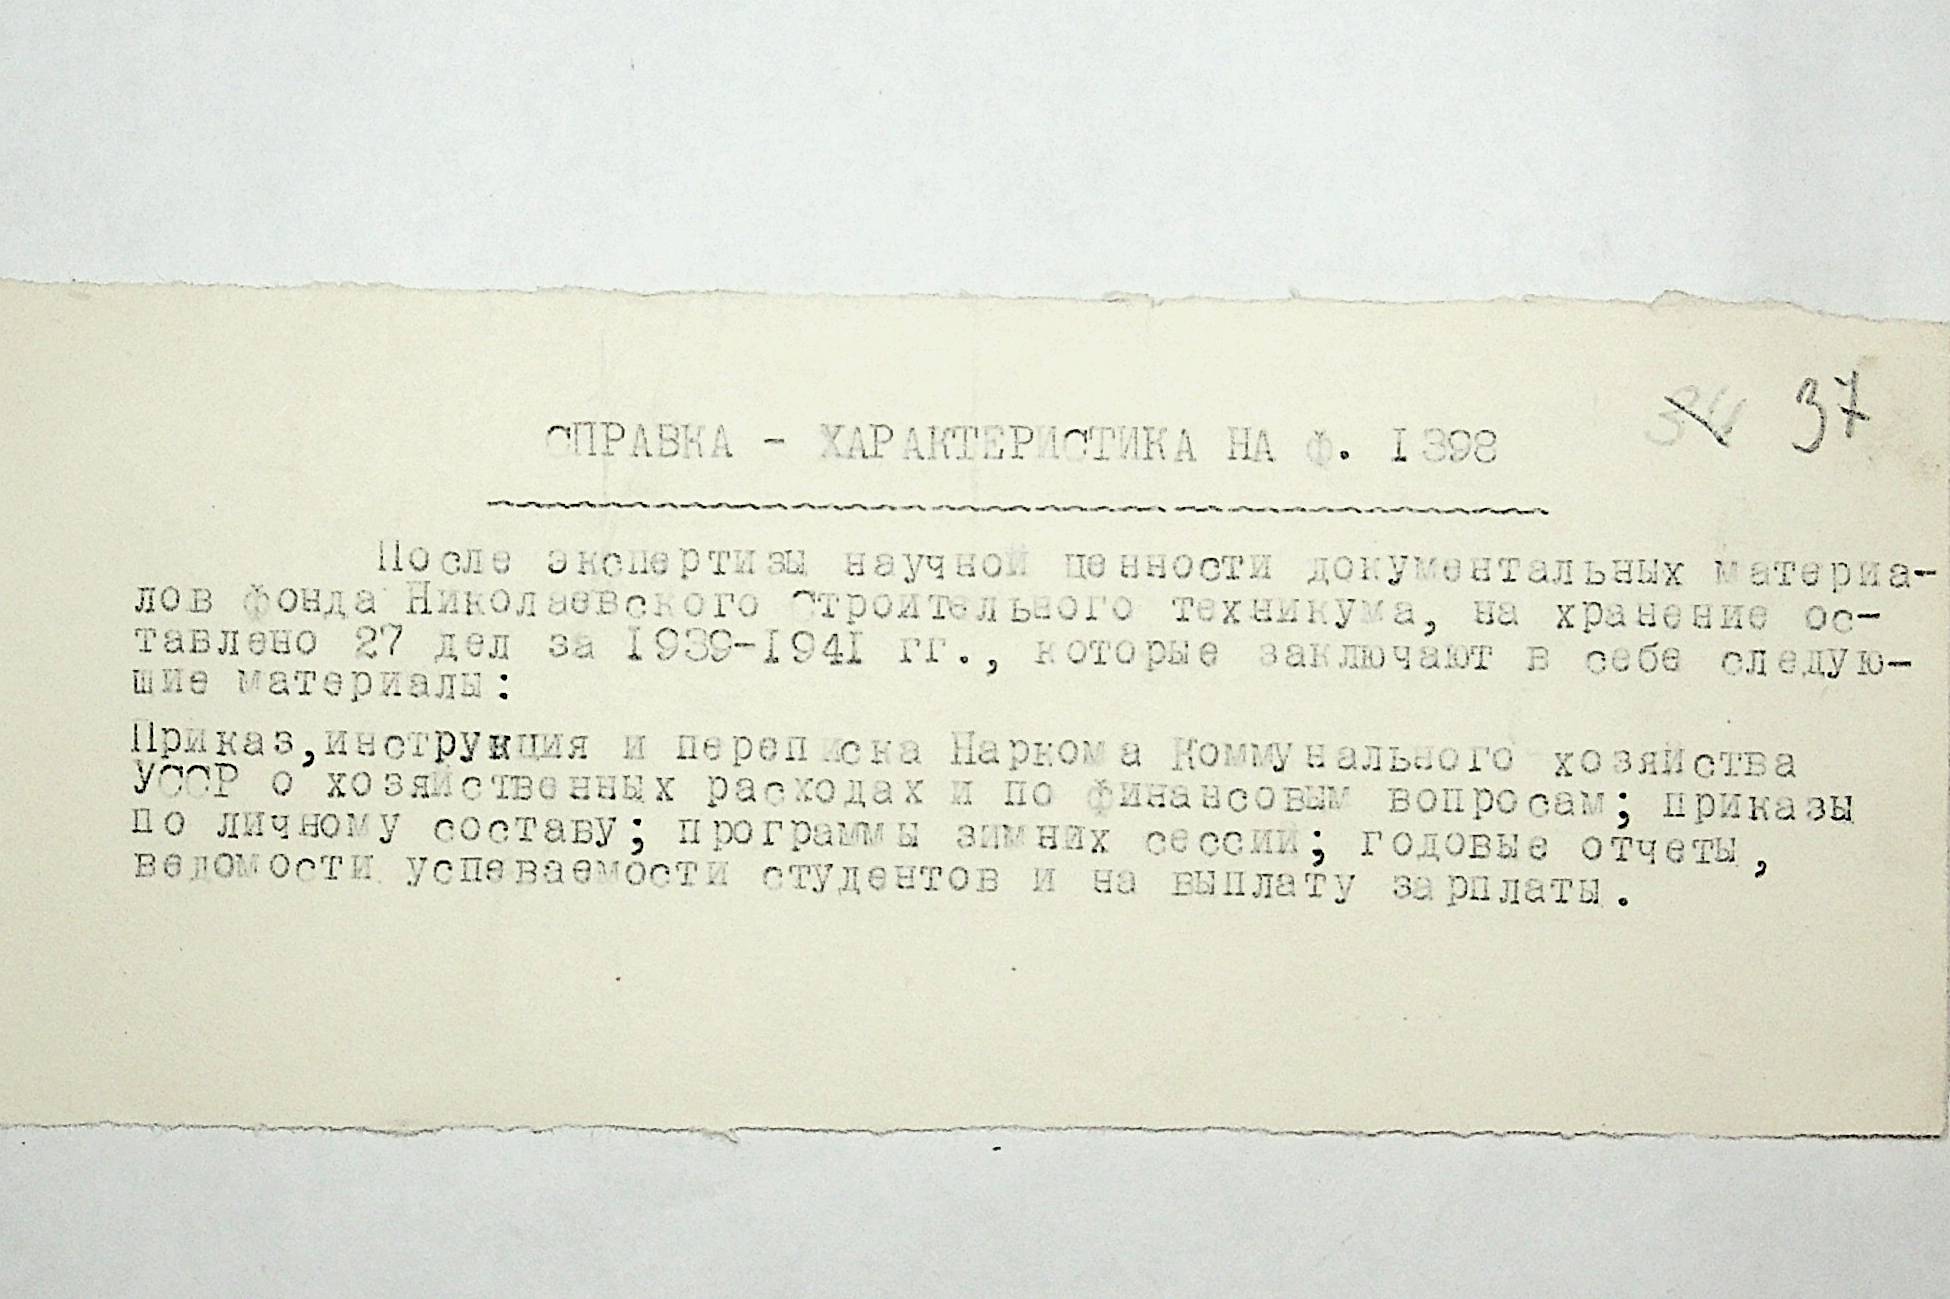 37
СПРАВКА - ХАРАКТЕРИСТИКА НА ф. 1398
После экспертизы научной ценности документальных материа-
лов фонда Николаевского Строительного техникума, на хранение ос-
тавлено 27 дел за 1939-1941 гг., которые заключают в себе следую-
шие материалы:
Приказ,инструкция и переписка Наркома Коммунального хозяйства
УССР о хозяйственных расходах и по финансовым вопросам; приказы
по личному составу; программы зимних сессий; годовые отчеты,
ведомости успеваемости студентов и на выплату зарплаты.